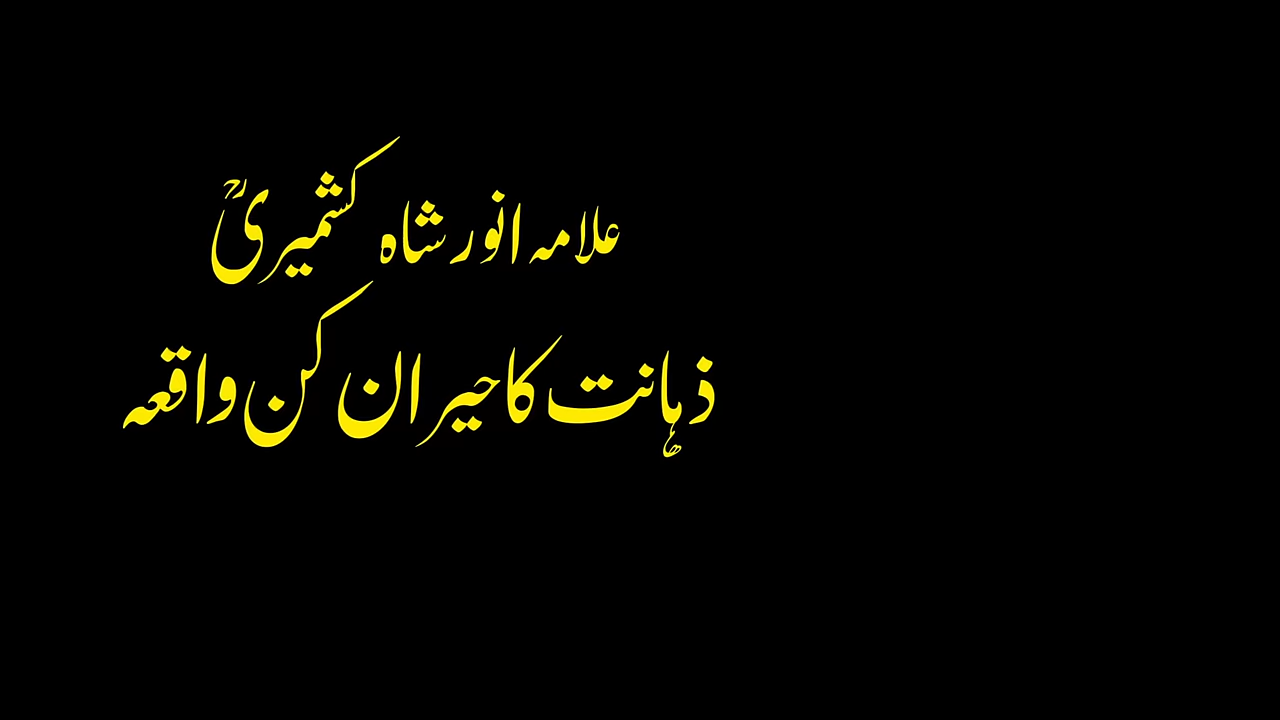 علامہ انور شاہ کشمیریؒ
ذہانت کا حیران کن واقعہ